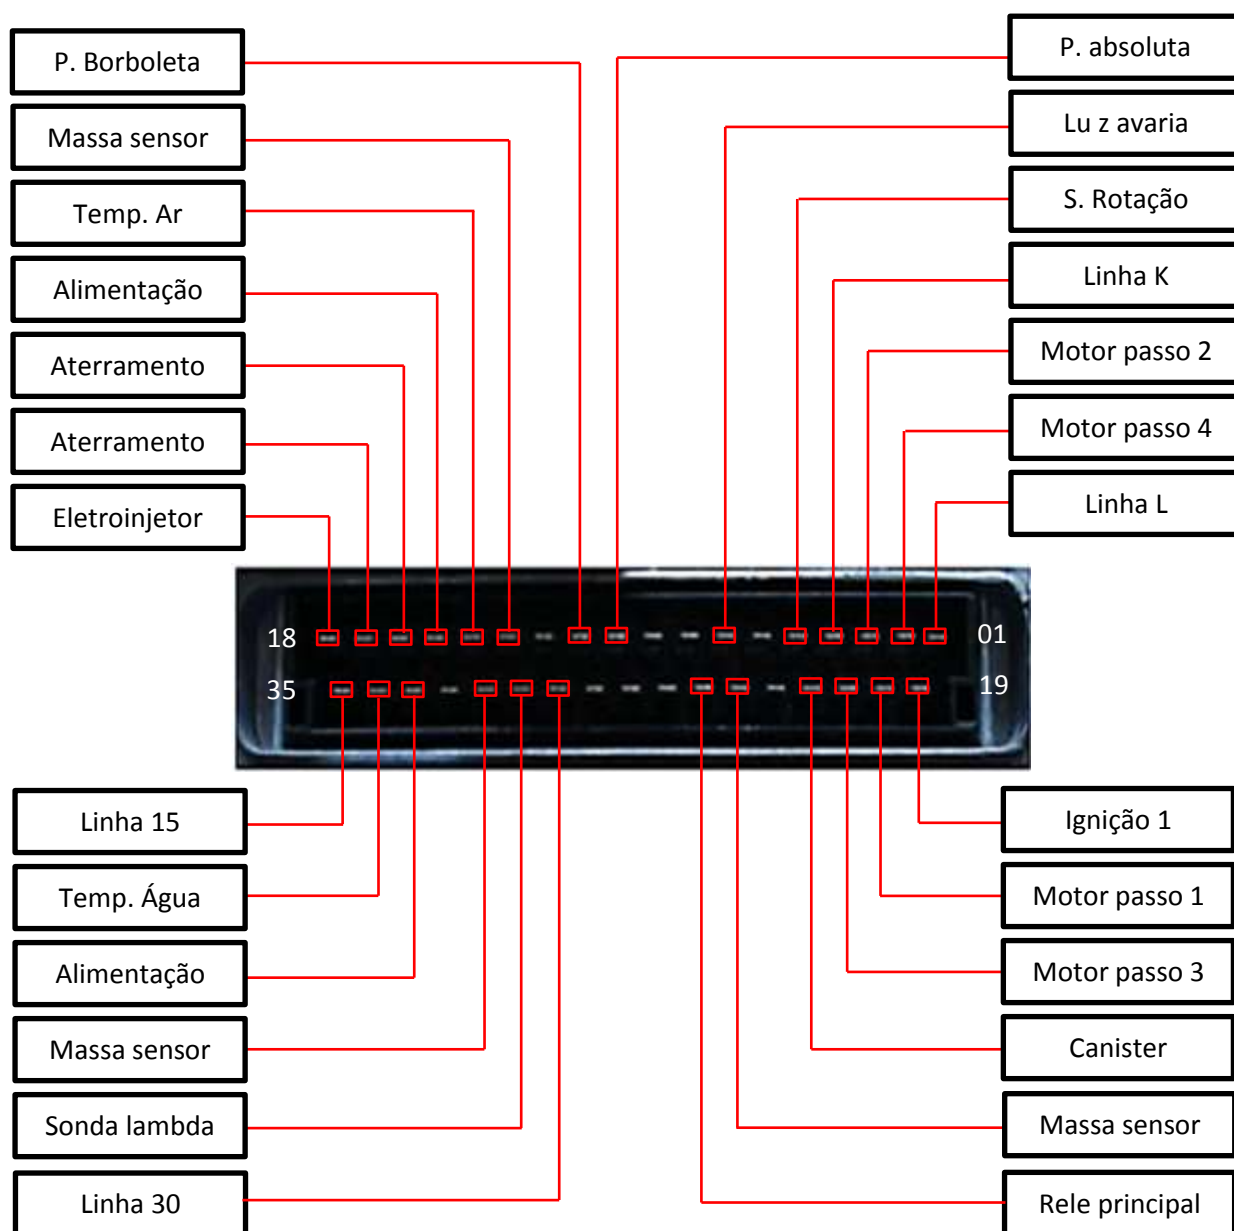 P. Borboleta
Massa sensor
Temp. Ar
Alimentação
Aterramento
Aterramento
Eletroinjetor
P. absoluta
Lu z avaria
S. Rotação
Linha K
Motor passo 2
Motor passo 4
Linha L
18
01
35
19
Linha 15
Temp. Água
Alimentação
Massa sensor
Sonda lambda
Linha 30
Ignição 1
Motor passo 1
Motor passo 3
Canister
Massa sensor
Rele principal